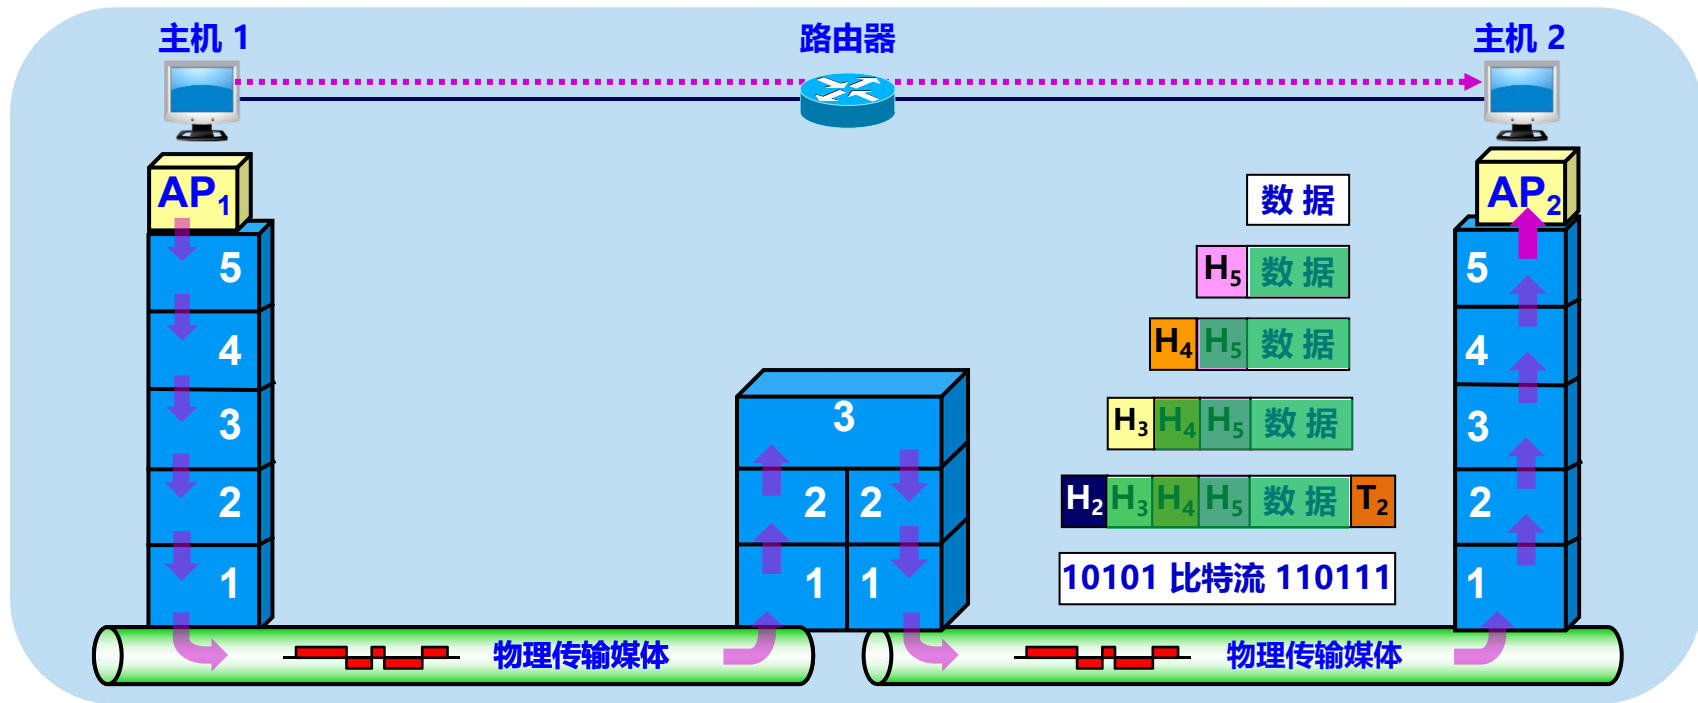 主机 1
路由器
主机 2
AP1
AP2
数 据
5
H5 数 据
5
4
H4 H5 数 据
4
3
3
H3 H4 H5 数 据
3
2
2 2
H2 H3 H4 H5 数 据 T2
2
1
1 1
10101 比特流 110111
1
物理传输媒体
物理传输媒体